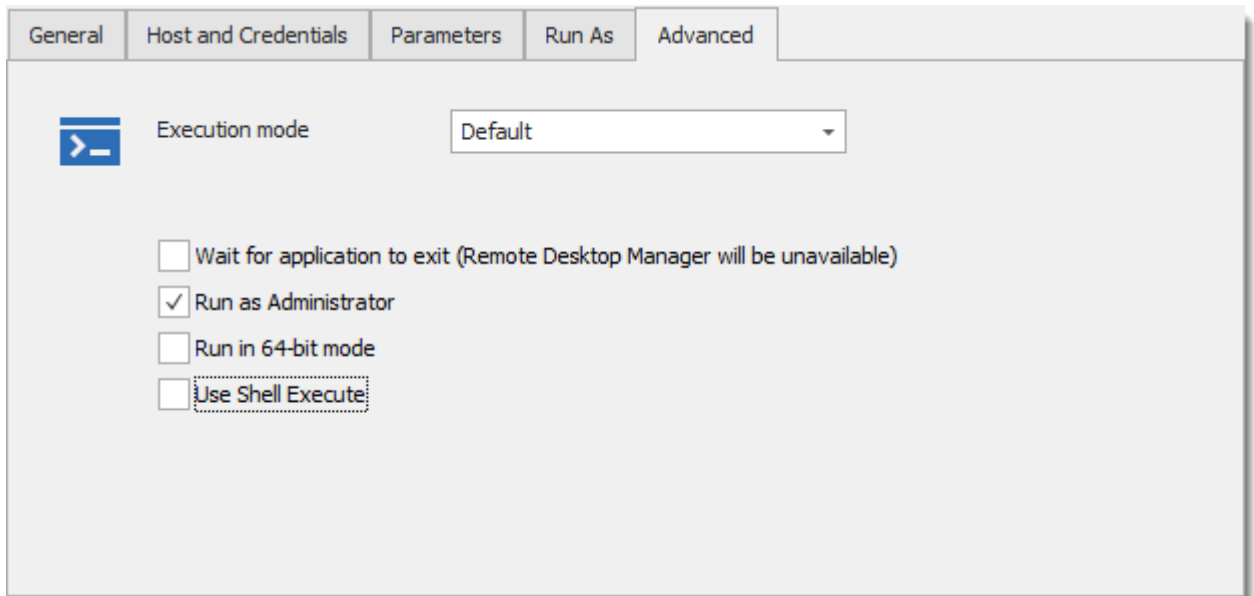 General Host and Credentials Parameters Run As Advanced
Execution mode Default
Wait for application to exit (Remote Desktop Manager will be unavailable)
Run as Administrator
Run in 64-bit mode
Use Shell Execute